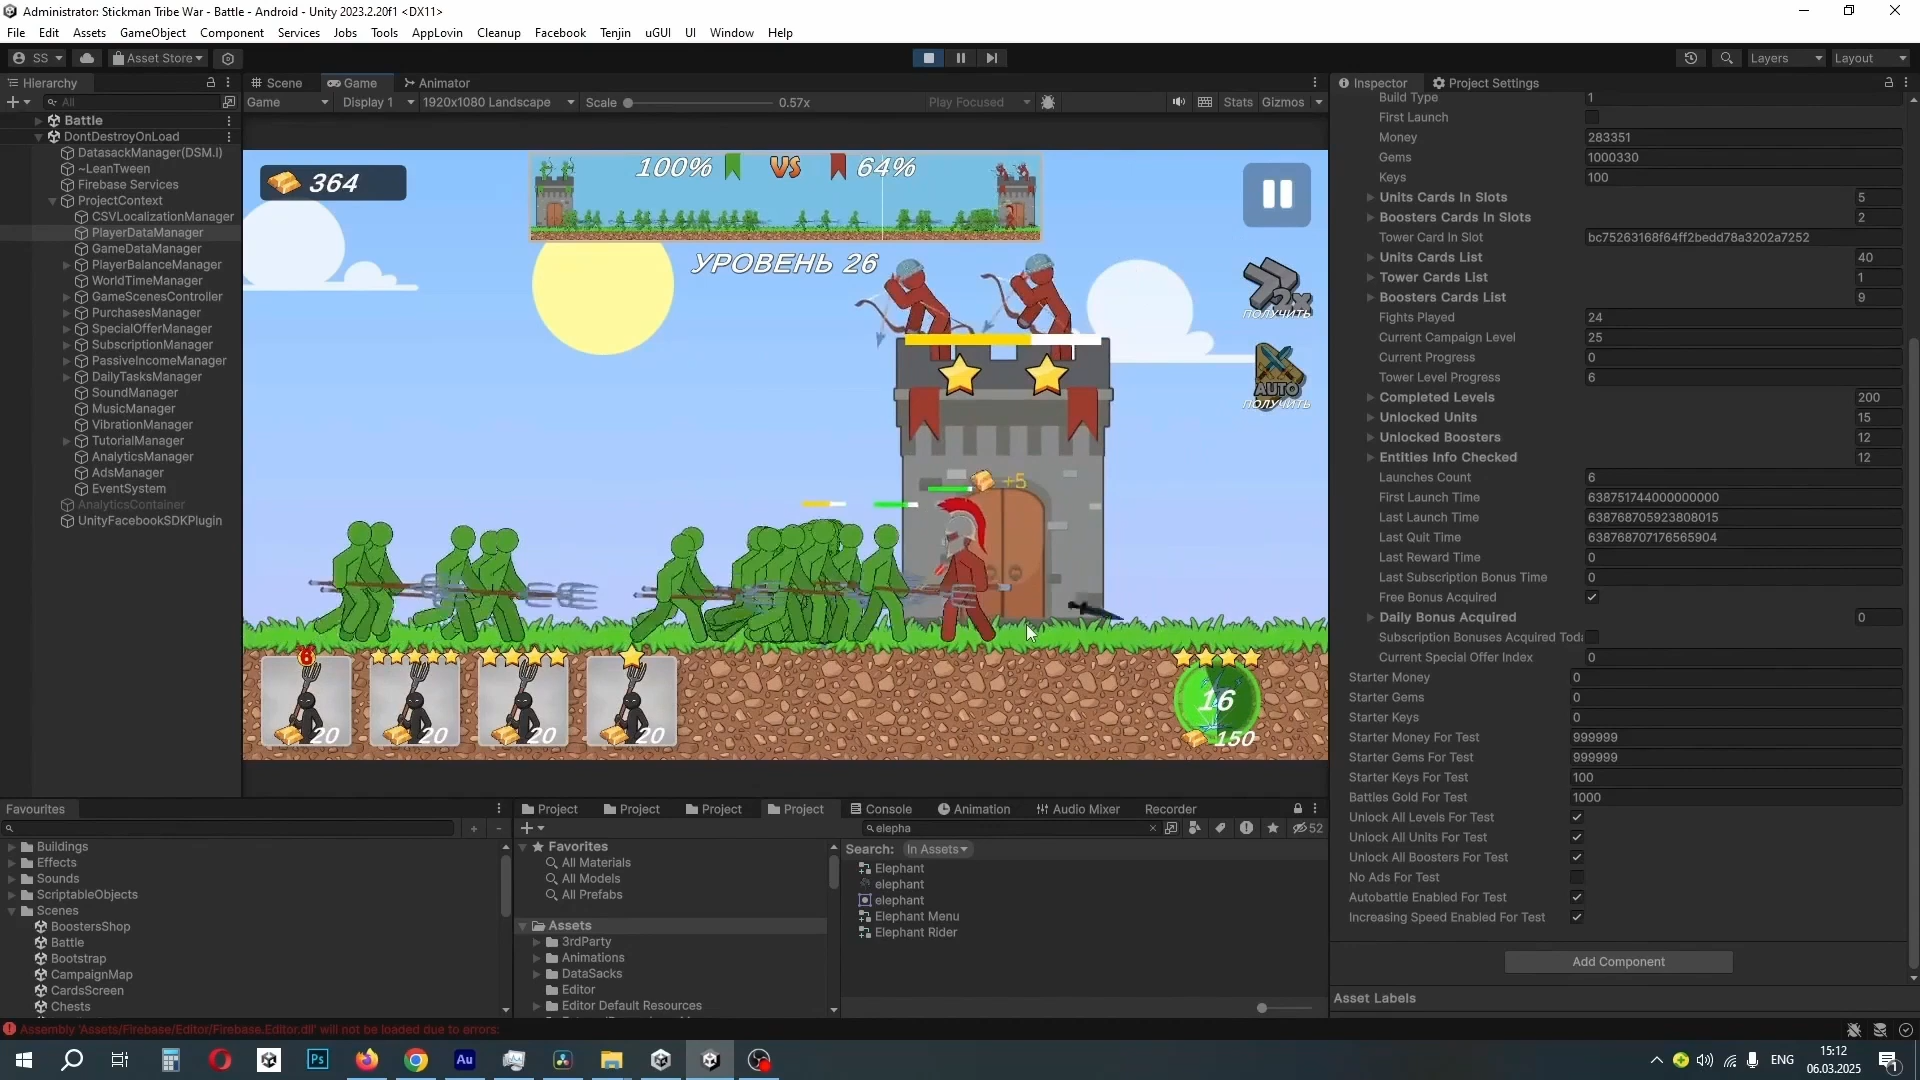 Administrator: Stickman Tribe War - Battle - Android - Unity 2023.2.20f1 <DX11>
File Edit Assets GameObject Component Services Jobs Tools AppLovin Cleanup Facebook Tenjin uGUI UI Window Help
SS Asset Store Layers Layout
Hierarchy
All
Battle
DontDestroyOnLoad
DatasackManager(DSM.I)
~LeanTween
Firebase Services
ProjectContext
CSVLocalizationManager
PlayerDataManager
GameDataManager
PlayerBalanceManager
WorldTimeManager
GameScenesController
PurchasesManager
SpecialOfferManager
SubscriptionManager
PassiveIncomeManager
DailyTasksManager
SoundManager
MusicManager
VibrationManager
TutorialManager
AnalyticsManager
AdsManager
EventSystem
AnalyticsContainer
UnityFacebookSDKPlugin
Scene Game Animator
Game Display 1 1920x1080 Landscape Scale 0.57x Play Focused Stats Gizmos
364
100% VS 64%
УРОВЕНЬ 26
2x
ПОЛУЧИТЬ
AUTO
ПОЛУЧИТЬ
+5
6
20 20 20 20
16
150
Inspector Project Settings
Build Type 1
First Launch
Money 283351
Gems 1000330
Keys 100
Units Cards In Slots 5
Boosters Cards In Slots 2
Tower Card In Slot bc75263168f64ff2bedd78a3202a7252
Units Cards List 40
Tower Cards List 1
Boosters Cards List 9
Fights Played 24
Current Campaign Level 25
Current Progress 0
Tower Level Progress 6
Completed Levels 200
Unlocked Units 15
Unlocked Boosters 12
Entities Info Checked 12
Launches Count 6
First Launch Time 638751744000000000
Last Launch Time 638768705923808015
Last Quit Time 638768707176565904
Last Reward Time 0
Last Subscription Bonus Time 0
Free Bonus Acquired
Daily Bonus Acquired 0
Subscription Bonuses Acquired Toda
Current Special Offer Index 0
Starter Money 0
Starter Gems 0
Starter Keys 0
Starter Money For Test 999999
Starter Gems For Test 999999
Starter Keys For Test 100
Battles Gold For Test 1000
Unlock All Levels For Test
Unlock All Units For Test
Unlock All Boosters For Test
No Ads For Test
Autobattle Enabled For Test
Increasing Speed Enabled For Test
Add Component
Asset Labels
Favourites
Buildings
Effects
Sounds
ScriptableObjects
Scenes
BoostersShop
Battle
Bootstrap
CampaignMap
CardsScreen
Chests
Project Project Project Project Console Animation Audio Mixer Recorder
elepha 52
Favorites
All Materials
All Models
All Prefabs
Assets
3rdParty
Animations
DataSacks
Editor
Editor Default Resources
Search: In Assets
Elephant
elephant
elephant
Elephant Menu
Elephant Rider
Assembly 'Assets/Firebase/Editor/Firebase.Editor.dll' will not be loaded due to errors:
Ps Au ENG
15:12
06.03.2025
1